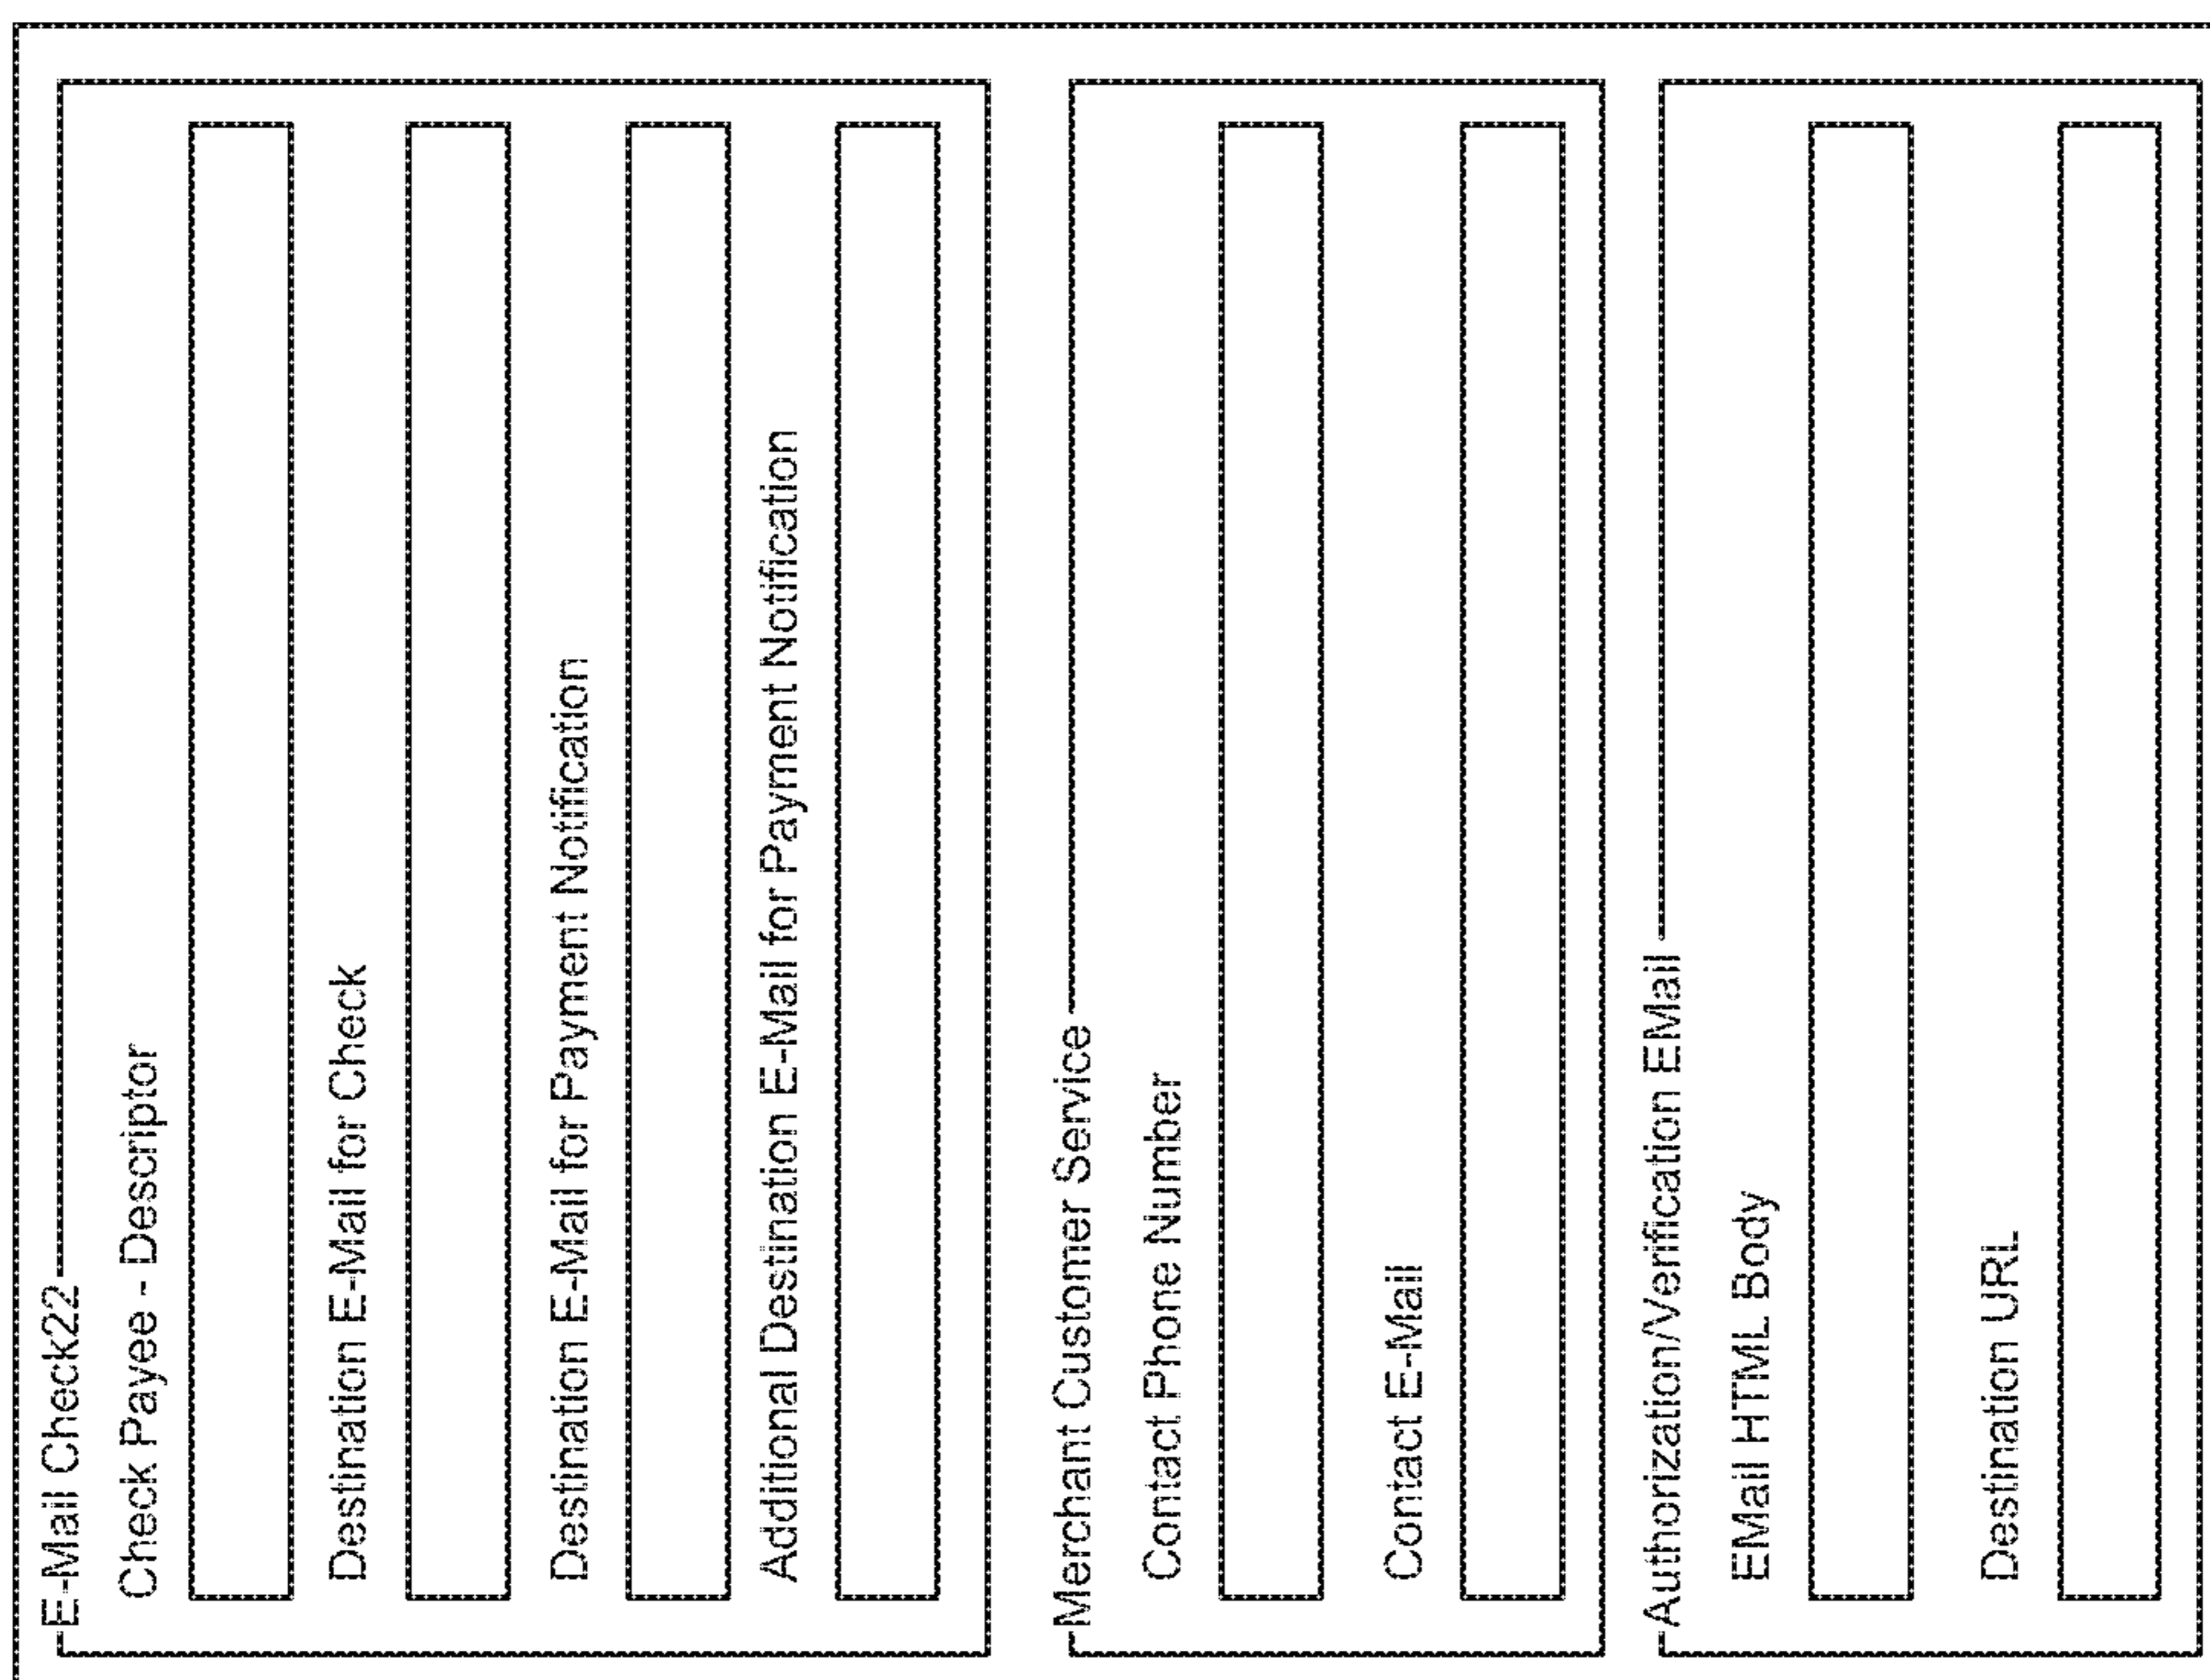 E-Mail Check22
Check Payee - Descriptor
Destination E-Mail for Check
Destination E-Mail for Payment Notification
Additional Destination E-Mail for Payment Notification
Merchant Customer Service
Contact Phone Number
Contact E-Mail
Authorization/Verification EMail
EMail HTML Body
Destination URL